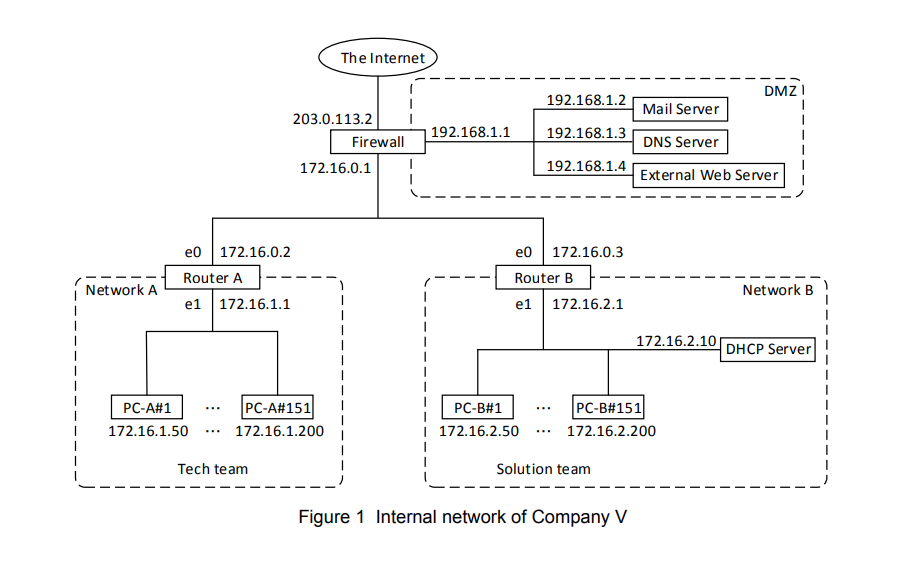 The Internet
DMZ
192.168.1.2
Mail Server
203.0.113.2
192.168.1.1
192.168.1.3
Firewall
DNS Server
172.16.0.1
192.168.1.4
External Web Server
e0 172.16.0.2
e0 172.16.0.3
Router A
Router B
Network A
Network B
e1 172.16.1.1
e1 172.16.2.1
172.16.2.10
DHCP Server
PC-A#1 ... PC-A#151
PC-B#1 ... PC-B#151
172.16.1.50 ... 172.16.1.200
172.16.2.50 ... 172.16.2.200
Tech team
Solution team
Figure 1 Internal network of Company V